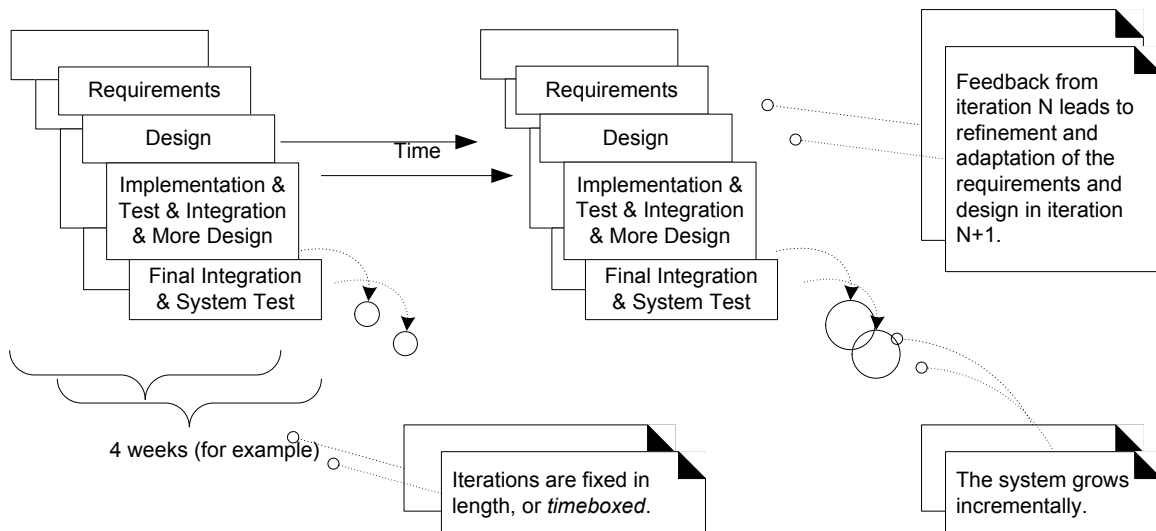 Requirements
Design
Implementation &
Test & Integration
& More Design
Final Integration
& System Test
Time
Requirements
Design
Implementation &
Test & Integration
& More Design
Final Integration
& System Test
Feedback from
iteration N leads to
refinement and
adaptation of the
requirements and
design in iteration
N+1.
4 weeks (for example)
Iterations are fixed in
length, or timeboxed.
The system grows
incrementally.